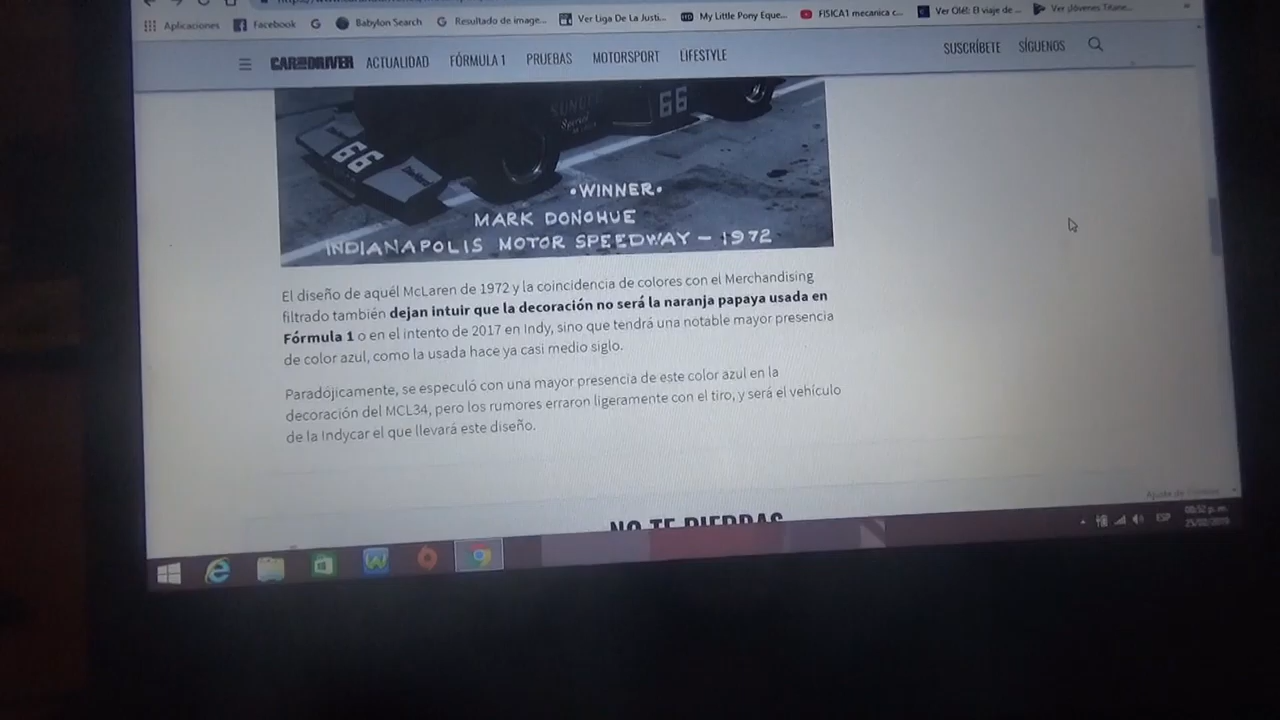 Aplicaciones Facebook Babylon Search Resultado de image... Ver Liga De La Justi... My Little Pony Eque... FISICA1 mecanica c... Ver Olé!: El viaje de ... Ver ¡Jóvenes Titane...
CAR AND DRIVER ACTUALIDAD FÓRMULA 1 PRUEBAS MOTORSPORT LIFESTYLE SUSCRÍBETE SÍGUENOS
66
66
•WINNER•
MARK DONOHUE
INDIANAPOLIS MOTOR SPEEDWAY – 1972
El diseño de aquél McLaren de 1972 y la coincidencia de colores con el Merchandising
filtrado también dejan intuir que la decoración no será la naranja papaya usada en
Fórmula 1 o en el intento de 2017 en Indy, sino que tendrá una notable mayor presencia
de color azul, como la usada hace ya casi medio siglo.
Paradójicamente, se especuló con una mayor presencia de este color azul en la
decoración del MCL34, pero los rumores erraron ligeramente con el tiro, y será el vehículo
de la Indycar el que llevará este diseño.
NO TE PIERDAS
ESP